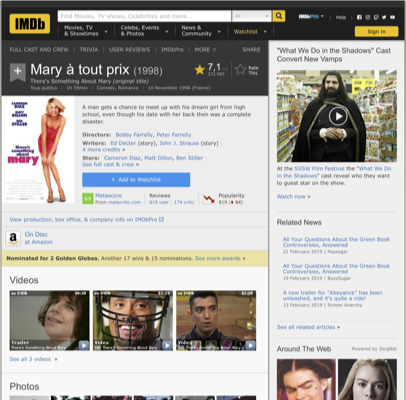 IMDb
Find Movies, TV shows, Celebrities and more...
All
IMDbPro
Help
Movies, TV
& Showtimes
Celebs, Events
& Photos
News &
Community
Watchlist
Sign in
FULL CAST AND CREW | TRIVIA | USER REVIEWS | IMDbPro | MORE
SHARE
Mary à tout prix (1998)
There's Something About Mary (original title)
Tous publics | 1h 59min | Comedy, Romance | 10 November 1998 (France)
7,1
Rate
This
CAMERON DIAZ
MATT DILLON
BEN STILLER
there's something about mary
A man gets a chance to meet up with his dream girl from high
school, even though his date with her back then was a complete
disaster.
Directors: Bobby Farrelly, Peter Farrelly
Writers: Ed Decter (story), John J. Strauss (story)
4 more credits »
Stars: Cameron Diaz, Matt Dillon, Ben Stiller
See full cast & crew »
+ Add to Watchlist
69
Metascore
From metacritic.com
Reviews
618 user | 174 critic
Popularity
View production, box office, & company info on IMDbPro
On Disc
at Amazon
Nominated for 2 Golden Globes. Another 17 wins & 15 nominations. See more awards »
Videos
Trailer
Video
Video
See all 3 videos »
Photos
"What We Do in the Shadows" Cast
Convert New Vamps
At the SXSW Film Festival the "What We
Do in the Shadows" cast reveal who they
want to guest star on the show.
Watch now »
Related News
All Your Questions About the Green Book
Controversies, Answered
21 February 2019 | Popsugar
All Your Questions About the Green Book
Controversies, Answered
19 February 2019 | BuzzSugar
A new trailer for "Abeyance" has been
unleashed, and it's quite a ride!
13 February 2019 | Screen Anarchy
See all related articles »
Around The Web
Powered by ZergNet